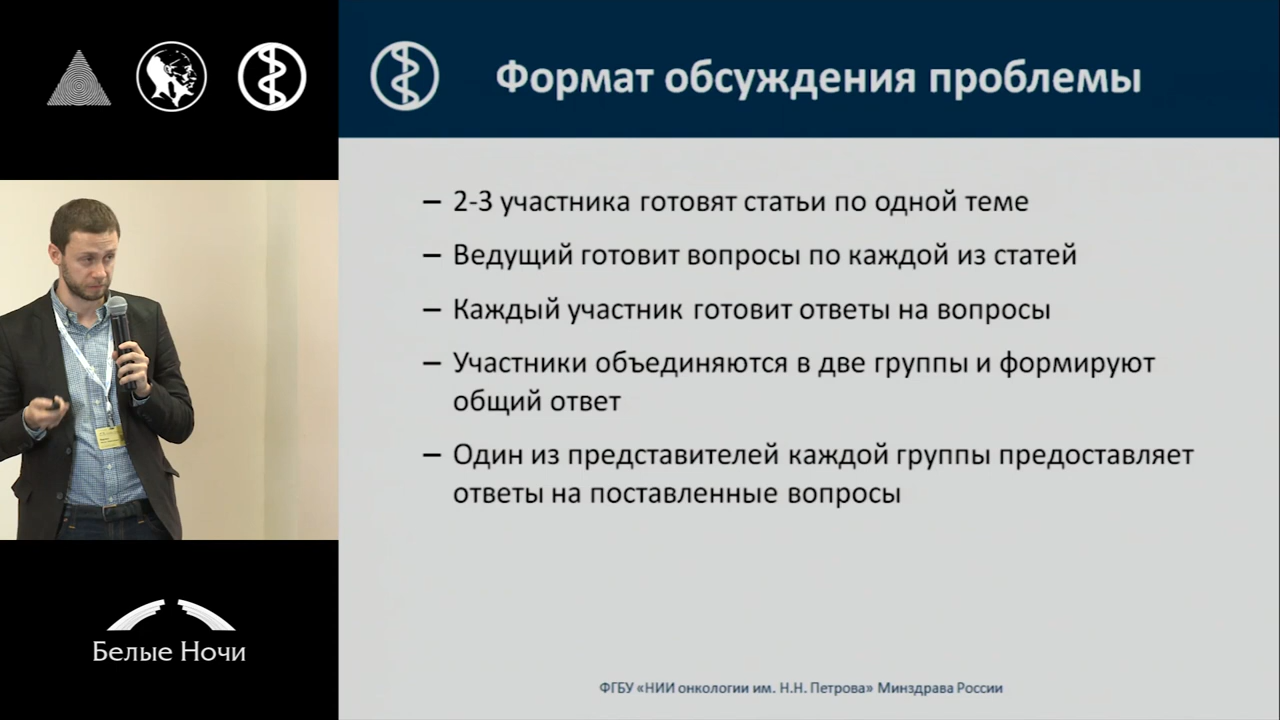 Формат обсуждения проблемы
– 2-3 участника готовят статьи по одной теме
– Ведущий готовит вопросы по каждой из статей
– Каждый участник готовит ответы на вопросы
– Участники объединяются в две группы и формируют
общий ответ
– Один из представителей каждой группы предоставляет
ответы на поставленные вопросы
Белые Ночи
ФГБУ «НИИ онкологии им. Н.Н. Петрова» Минздрава России